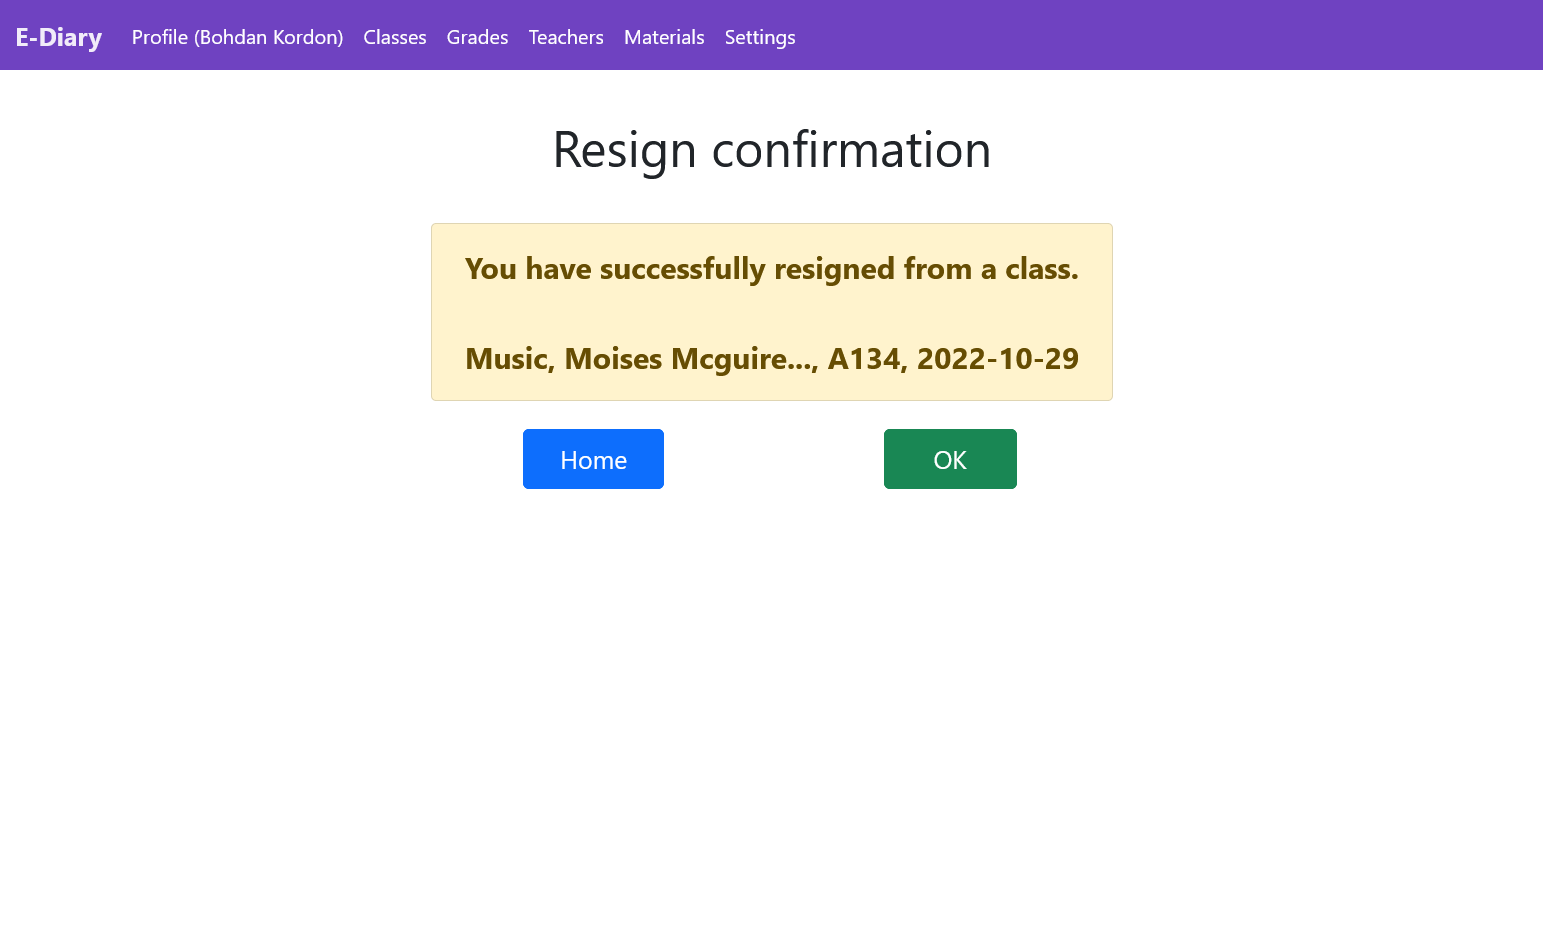 E-Diary Profile (Bohdan Kordon) Classes Grades Teachers Materials Settings
Resign confirmation
You have successfully resigned from a class.
Music, Moises Mcguire..., A134, 2022-10-29
Home OK